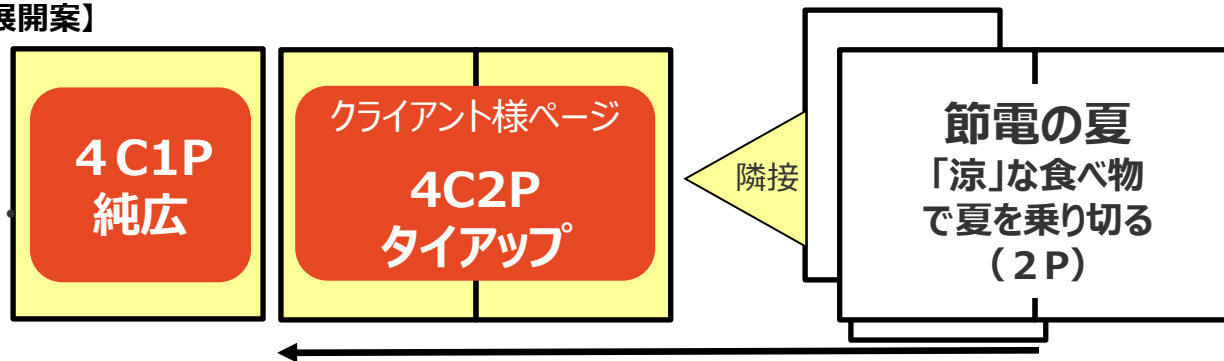 展開案】
４C1P
純広
クライアント様ページ
4C2P
タイアップ
隣接
節電の夏
「涼」な食べ物
で夏を乗り切る
（２P）